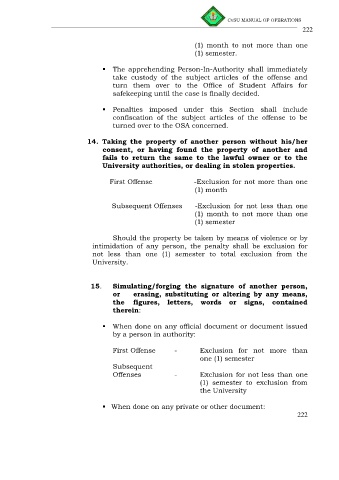 CvSU MANUAL OF OPERATIONS
222
(1) month to not more than one
(1) semester.
▪ The apprehending Person-In-Authority shall immediately
take custody of the subject articles of the offense and
turn them over to the Office of Student Affairs for
safekeeping until the case is finally decided.
▪ Penalties imposed under this Section shall include
confiscation of the subject articles of the offense to be
turned over to the OSA concerned.
14. Taking the property of another person without his/her
consent, or having found the property of another and
fails to return the same to the lawful owner or to the
University authorities, or dealing in stolen properties.
First Offense -Exclusion for not more than one
(1) month
Subsequent Offenses -Exclusion for not less than one
(1) month to not more than one
(1) semester
Should the property be taken by means of violence or by
intimidation of any person, the penalty shall be exclusion for
not less than one (1) semester to total exclusion from the
University.
15. Simulating/forging the signature of another person,
or erasing, substituting or altering by any means,
the figures, letters, words or signs, contained
therein:
▪ When done on any official document or document issued
by a person in authority:
First Offense - Exclusion for not more than
one (1) semester
Subsequent
Offenses - Exclusion for not less than one
(1) semester to exclusion from
the University
▪ When done on any private or other document:
222